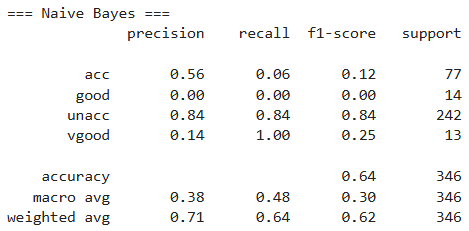 === Naive Bayes ===
precision recall f1-score support
acc 0.56 0.06 0.12 77
good 0.00 0.00 0.00 14
unacc 0.84 0.84 0.84 242
vgood 0.14 1.00 0.25 13
accuracy 0.64 346
macro avg 0.38 0.48 0.30 346
weighted avg 0.71 0.64 0.62 346